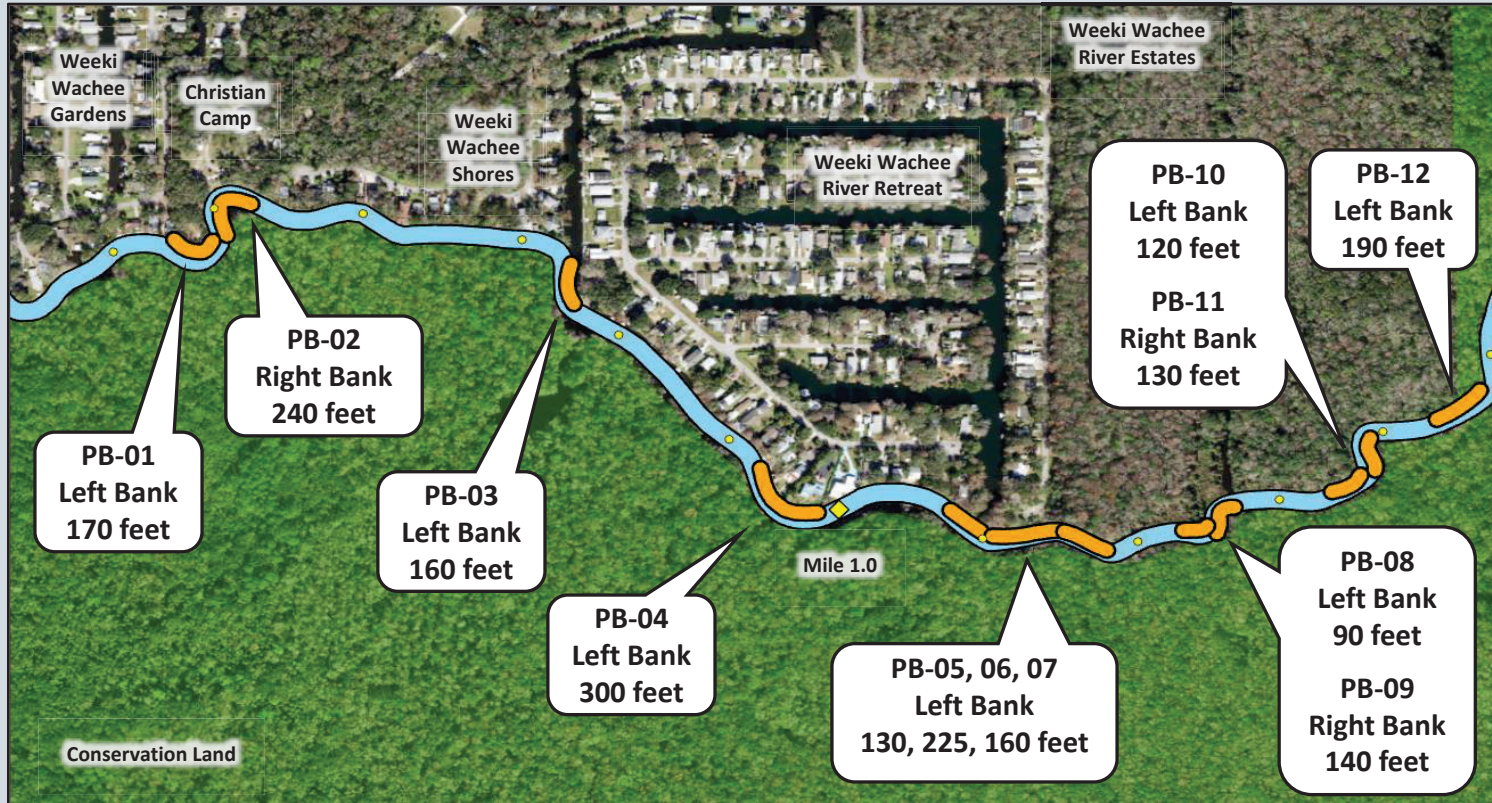 Weeki
Wachee
Gardens
Christian
Camp
Weeki
Wachee
Shores
Weeki Wachee
River Retreat
Weeki Wachee
River Estates
PB-01
Left Bank
170 feet
PB-02
Right Bank
240 feet
PB-03
Left Bank
160 feet
PB-04
Left Bank
300 feet
Mile 1.0
PB-05, 06, 07
Left Bank
130, 225, 160 feet
PB-10
Left Bank
120 feet
PB-11
Right Bank
130 feet
PB-12
Left Bank
190 feet
PB-08
Left Bank
90 feet
PB-09
Right Bank
140 feet
Conservation Land